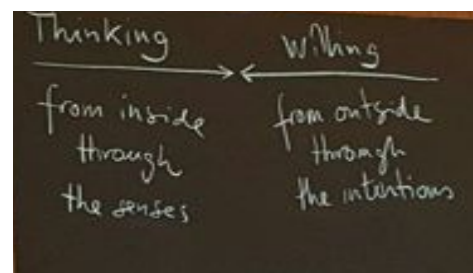 Thinking Willing
from inside from outside
through through
the senses the intentions